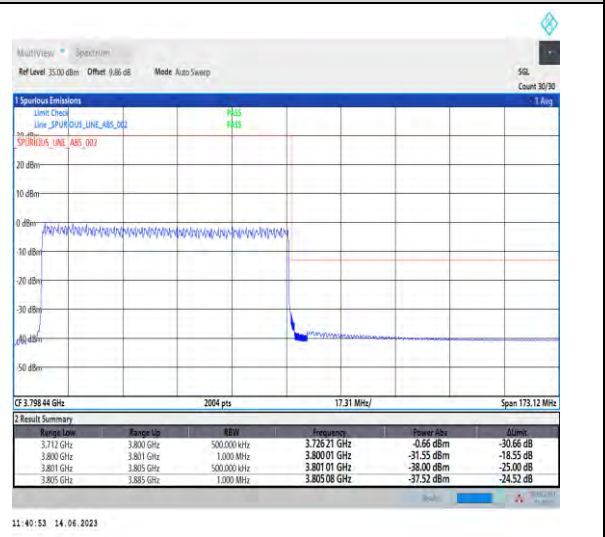 MultiView Spectrum
Ref Level 35.00 dBm Offset 9.86 dB Mode Auto Sweep SGL
Count 30/30
1 Spurious Emissions 1 Avg
Limit Check PASS
Line _SPURIOUS_LINE_ABS_002 PASS
30 dBm
_SPURIOUS_LINE_ABS_002
20 dBm
10 dBm
0 dBm
-10 dBm
-20 dBm
-30 dBm
-40 dBm
-50 dBm
CF 3.798 44 GHz 2004 pts 17.31 MHz/ Span 173.12 MHz
2 Result Summary
Range Low Range Up RBW Frequency Power Abs ΔLimit
3.712 GHz 3.800 GHz 500.000 kHz 3.726 21 GHz -0.66 dBm -30.66 dB
3.800 GHz 3.801 GHz 1.000 MHz 3.800 01 GHz -31.55 dBm -18.55 dB
3.801 GHz 3.805 GHz 500.000 kHz 3.801 01 GHz -38.00 dBm -25.00 dB
3.805 GHz 3.885 GHz 1.000 MHz 3.805 08 GHz -37.52 dBm -24.52 dB
11:40:53 14.06.2023